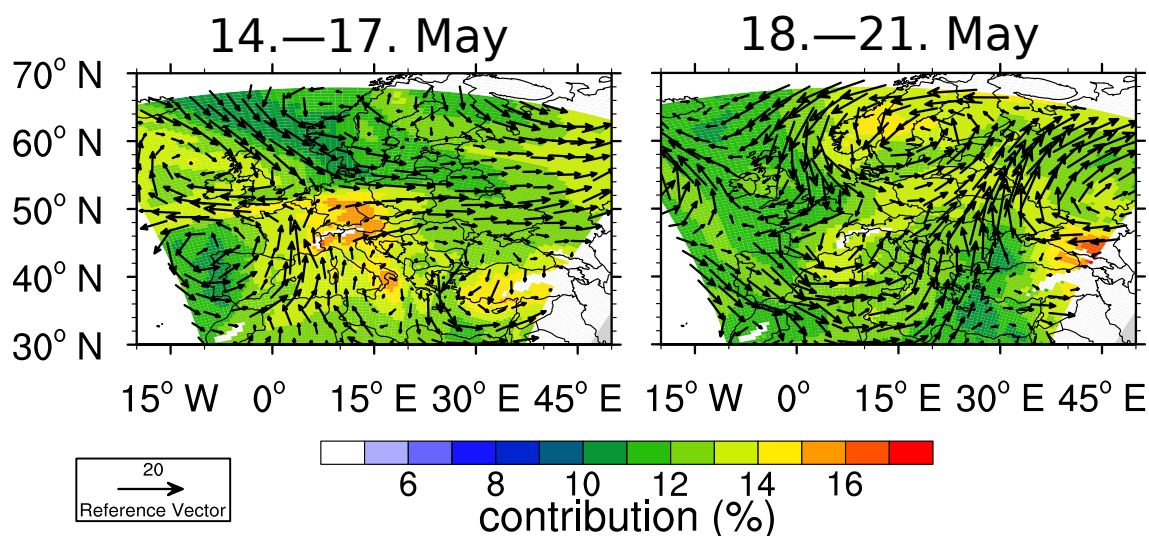 14.—17. May
18.—21. May
70° N
60° N
50° N
40° N
30° N
15° W 0° 15° E 30° E 45° E
15° W 0° 15° E 30° E 45° E
20
Reference Vector
6 8 10 12 14 16
contribution (%)